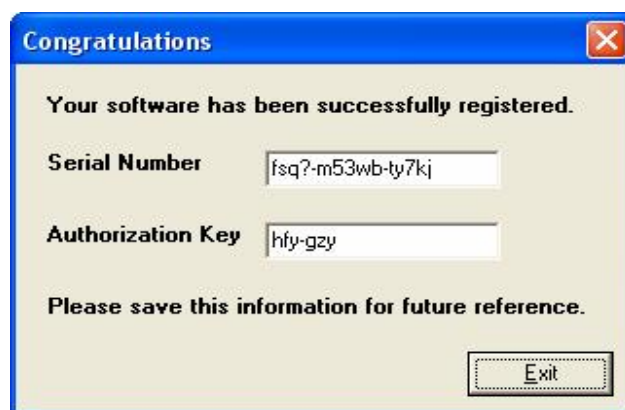 Congratulations
Your software has been successfully registered.
Serial Number fsq?-m53wb-ty7kj
Authorization Key hfy-gzy
Please save this information for future reference.
Exit